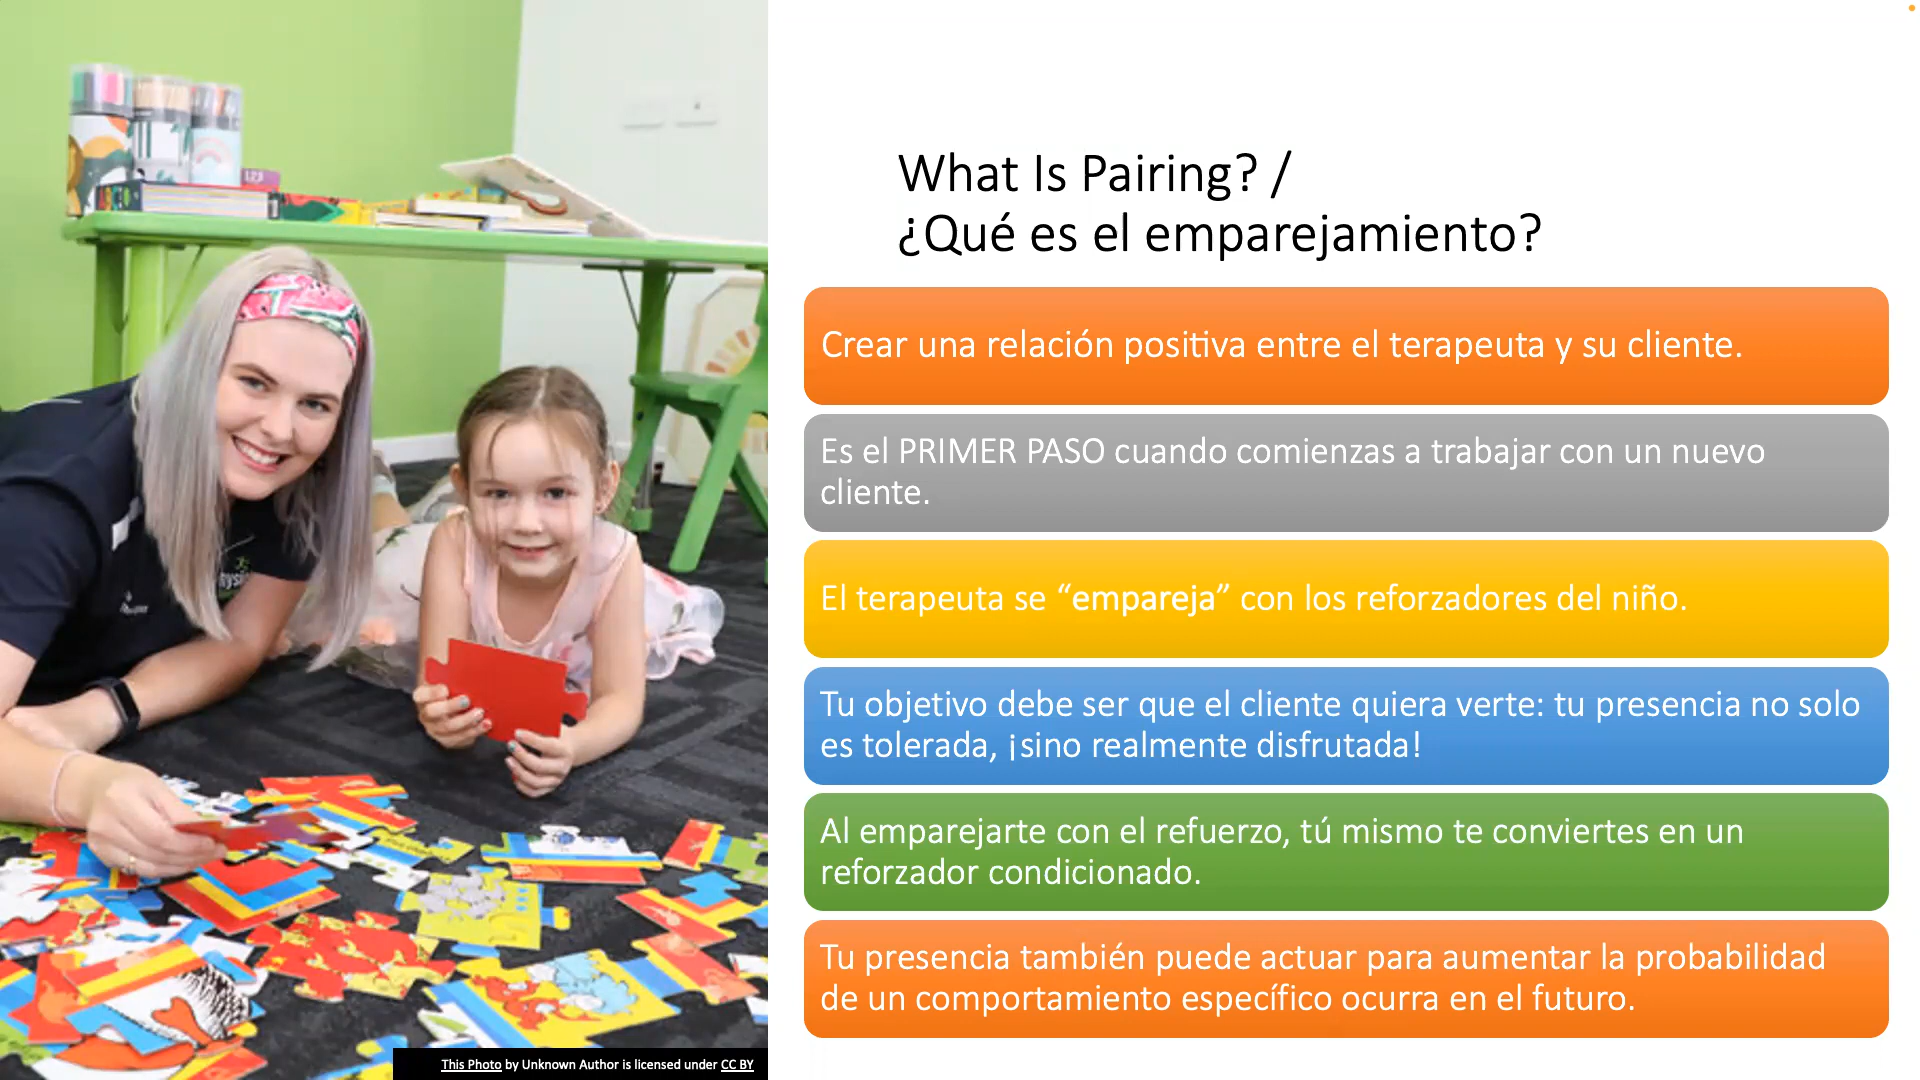 What Is Pairing? /
¿Qué es el emparejamiento?
Crear una relación positiva entre el terapeuta y su cliente.
Es el PRIMER PASO cuando comienzas a trabajar con un nuevo
cliente.
El terapeuta se “empareja” con los reforzadores del niño.
Tu objetivo debe ser que el cliente quiera verte: tu presencia no solo
es tolerada, ¡sino realmente disfrutada!
Al emparejarte con el refuerzo, tú mismo te conviertes en un
reforzador condicionado.
Tu presencia también puede actuar para aumentar la probabilidad
de un comportamiento específico ocurra en el futuro.
123
This Photo by Unknown Author is licensed under CC BY